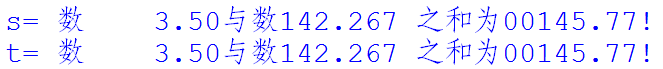 s= 数    3.50与数142.267 之和为00145.77!
t= 数    3.50与数142.267 之和为00145.77!